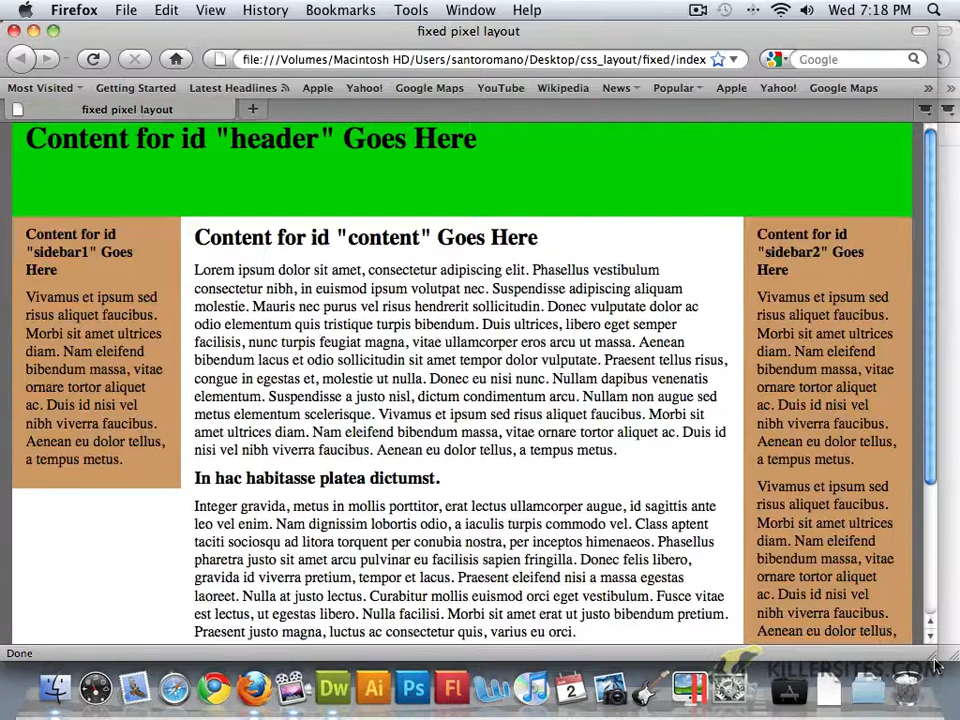 Firefox File Edit View History Bookmarks Tools Window Help Wed 7:18 PM
fixed pixel layout
file:///Volumes/Macintosh HD/Users/santoromano/Desktop/css_layout/fixed/index Google
Most Visited Getting Started Latest Headlines Apple Yahoo! Google Maps YouTube Wikipedia News Popular Apple Yahoo! Google Maps »
fixed pixel layout
Content for id "header" Goes Here
Content for id
"sidebar1" Goes
Here
Vivamus et ipsum sed
risus aliquet faucibus.
Morbi sit amet ultrices
diam. Nam eleifend
bibendum massa, vitae
ornare tortor aliquet
ac. Duis id nisi vel
nibh viverra faucibus.
Aenean eu dolor tellus,
a tempus metus.
Content for id "content" Goes Here
Lorem ipsum dolor sit amet, consectetur adipiscing elit. Phasellus vestibulum
consectetur nibh, in euismod ipsum volutpat nec. Suspendisse adipiscing aliquam
molestie. Mauris nec purus vel risus hendrerit sollicitudin. Donec vulputate dolor ac
odio elementum quis tristique turpis bibendum. Duis ultrices, libero eget semper
facilisis, nunc turpis feugiat magna, vitae ullamcorper eros arcu ut massa. Aenean
bibendum lacus et odio sollicitudin sit amet tempor dolor vulputate. Praesent tellus risus,
congue in egestas et, molestie ut nulla. Donec eu nisi nunc. Nullam dapibus venenatis
elementum. Suspendisse a justo nisl, dictum condimentum arcu. Nullam non augue sed
metus elementum scelerisque. Vivamus et ipsum sed risus aliquet faucibus. Morbi sit
amet ultrices diam. Nam eleifend bibendum massa, vitae ornare tortor aliquet ac. Duis id
nisi vel nibh viverra faucibus. Aenean eu dolor tellus, a tempus metus.
In hac habitasse platea dictumst.
Integer gravida, metus in mollis porttitor, erat lectus ullamcorper augue, id sagittis ante
leo vel enim. Nam dignissim lobortis odio, a iaculis turpis commodo vel. Class aptent
taciti sociosqu ad litora torquent per conubia nostra, per inceptos himenaeos. Phasellus
pharetra justo sit amet arcu pulvinar eu facilisis sapien fringilla. Donec felis libero,
gravida id viverra pretium, tempor et lacus. Praesent eleifend nisi a massa egestas
laoreet. Nulla at justo lectus. Curabitur mollis euismod orci eget vestibulum. Fusce vitae
est lectus, ut egestas libero. Nulla facilisi. Morbi sit amet erat ut justo bibendum pretium.
Praesent justo magna, luctus ac consectetur quis, varius eu orci.
Content for id
"sidebar2" Goes
Here
Vivamus et ipsum sed
risus aliquet faucibus.
Morbi sit amet ultrices
diam. Nam eleifend
bibendum massa, vitae
ornare tortor aliquet
ac. Duis id nisi vel
nibh viverra faucibus.
Aenean eu dolor tellus,
a tempus metus.
Vivamus et ipsum sed
risus aliquet faucibus.
Morbi sit amet ultrices
diam. Nam eleifend
bibendum massa, vitae
ornare tortor aliquet
ac. Duis id nisi vel
nibh viverra faucibus.
Aenean eu dolor tellus,
Done
KILLERSITES.COM
Dw Ai Ps Fl 2